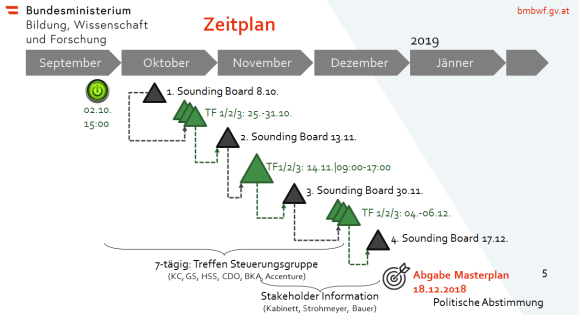 Bundesministerium
Bildung, Wissenschaft
und Forschung
Zeitplan
bmbwf.gv.at
2019
September
Oktober
November
Dezember
Jänner
02.10.
15:00
1. Sounding Board 8.10.
TF 1/2/3: 25.-31.10.
2. Sounding Board 13.11.
TF1/2/3: 14.11.|09:00-17:00
3. Sounding Board 30.11.
TF 1/2/3: 04.-06.12.
4. Sounding Board 17.12.
7-tägig: Treffen Steuerungsgruppe
(KC, GS, HSS, CDO, BKA, Accenture)
Stakeholder Information
(Kabinett, Strohmeyer, Bauer)
Abgabe Masterplan
18.12.2018
Politische Abstimmung
5